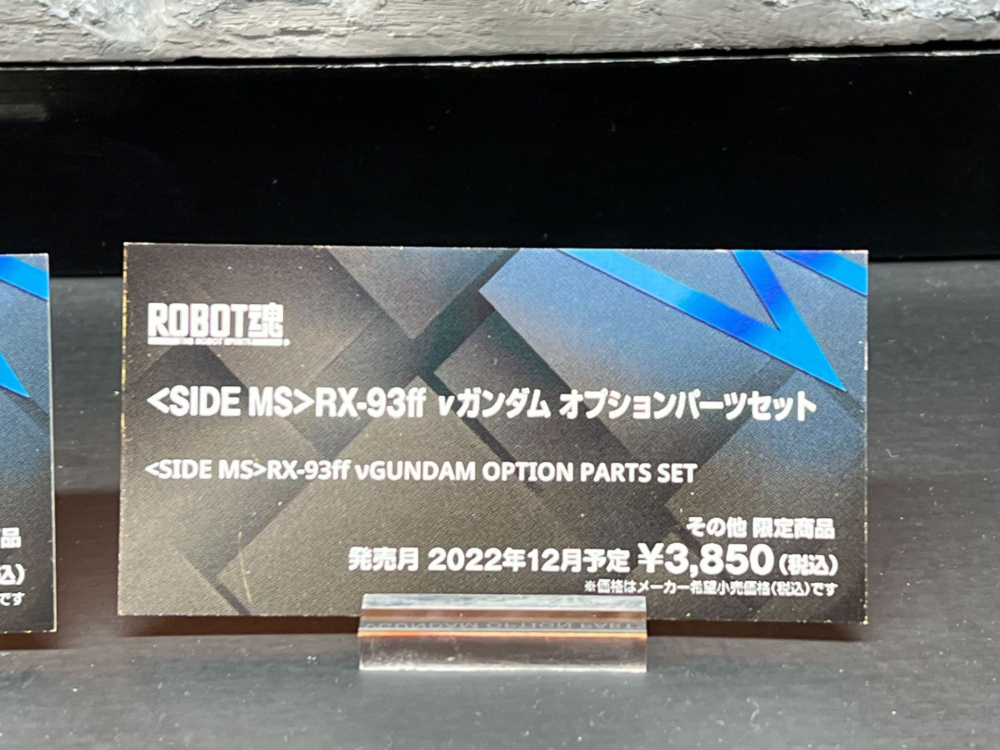 ROBOT魂
THE ROBOT SPIRITS
<SIDE MS>RX-93ff νガンダム オプションパーツセット
<SIDE MS>RX-93ff νGUNDAM OPTION PARTS SET
その他 限定商品
発売月 2022年12月予定 ¥3,850(税込)
※価格はメーカー希望小売価格(税込)です
品
込)
です